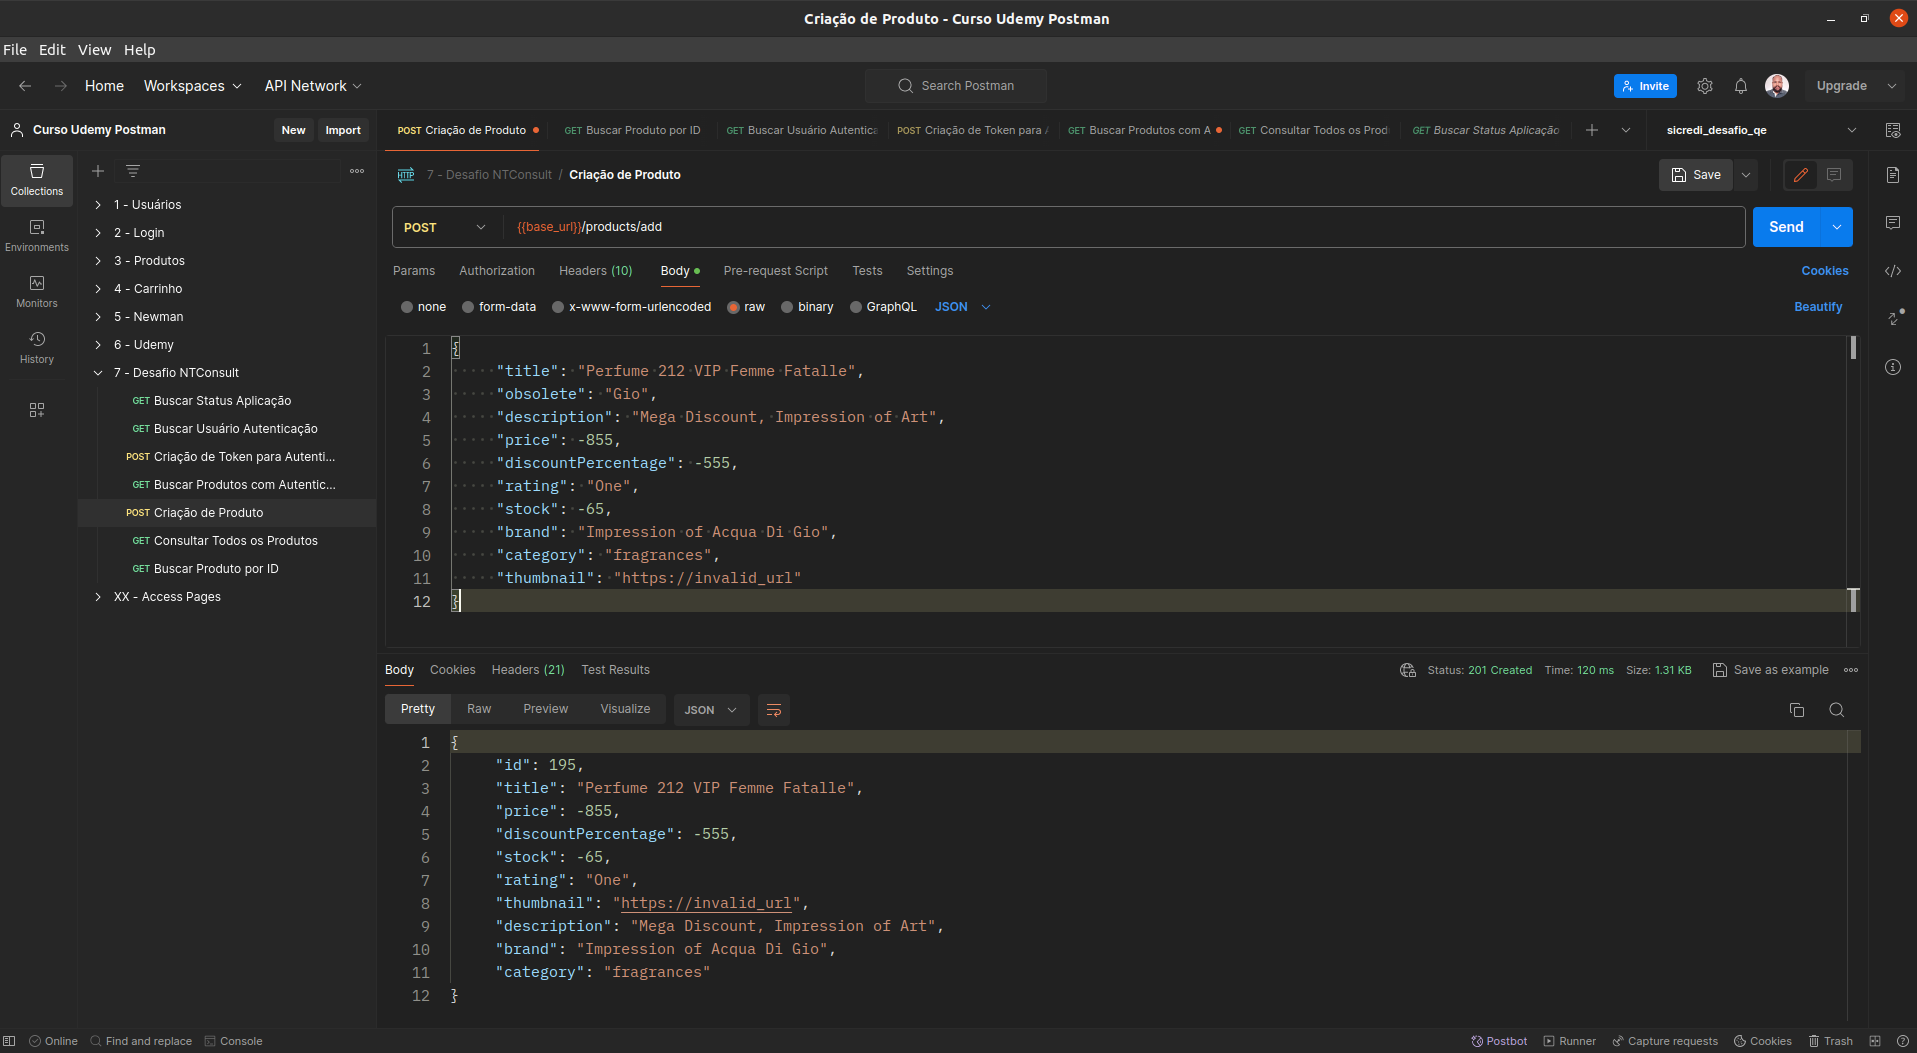 Criação de Produto - Curso Udemy Postman
File Edit View Help
Home Workspaces API Network Search Postman Invite Upgrade
Curso Udemy Postman New Import
POST Criação de Produto GET Buscar Produto por ID GET Buscar Usuário Autentica POST Criação de Token para A GET Buscar Produtos com A GET Consultar Todos os Prod GET Buscar Status Aplicação sicredi_desafio_qe
Collections
Environments
Monitors
History
1 - Usuários
2 - Login
3 - Produtos
4 - Carrinho
5 - Newman
6 - Udemy
7 - Desafio NTConsult
GET Buscar Status Aplicação
GET Buscar Usuário Autenticação
POST Criação de Token para Autenti...
GET Buscar Produtos com Autentic...
POST Criação de Produto
GET Consultar Todos os Produtos
GET Buscar Produto por ID
XX - Access Pages
HTTP 7 - Desafio NTConsult / Criação de Produto Save
POST {{base_url}}/products/add Send
Params Authorization Headers (10) Body Pre-request Script Tests Settings Cookies
none form-data x-www-form-urlencoded raw binary GraphQL JSON Beautify
1 {
2 "title": "Perfume 212 VIP Femme Fatalle",
3 "obsolete": "Gio",
4 "description": "Mega Discount, Impression of Art",
5 "price": -855,
6 "discountPercentage": -555,
7 "rating": "One",
8 "stock": -65,
9 "brand": "Impression of Acqua Di Gio",
10 "category": "fragrances",
11 "thumbnail": "https://invalid_url"
12 }
Body Cookies Headers (21) Test Results Status: 201 Created Time: 120 ms Size: 1.31 KB Save as example
Pretty Raw Preview Visualize JSON
1 {
2 "id": 195,
3 "title": "Perfume 212 VIP Femme Fatalle",
4 "price": -855,
5 "discountPercentage": -555,
6 "stock": -65,
7 "rating": "One",
8 "thumbnail": "https://invalid_url",
9 "description": "Mega Discount, Impression of Art",
10 "brand": "Impression of Acqua Di Gio",
11 "category": "fragrances"
12 }
Online Find and replace Console Postbot Runner Capture requests Cookies Trash